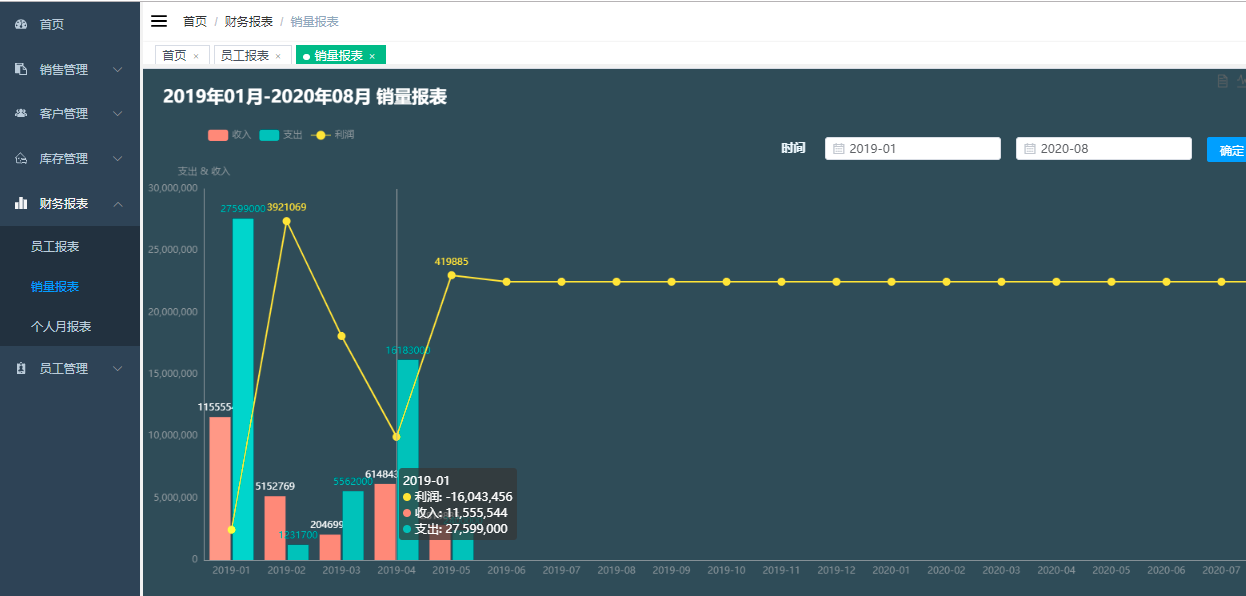 首页
销售管理
客户管理
库存管理
财务报表
员工报表
销量报表
个人月报表
员工管理
首页 / 财务报表 / 销量报表
首页 × 员工报表 × 销量报表 ×
2019年01月-2020年08月 销量报表
收入 支出 利润
时间 2019-01 2020-08 确定
支出 & 收入
30,000,000
25,000,000
20,000,000
15,000,000
10,000,000
5,000,000
0
27599000 3921069
419885
16183000
115554
5152769
1231700
204699
5562000
614843
2019-01
利润: -16,043,456
收入: 11,555,544
支出: 27,599,000
2019-01 2019-02 2019-03 2019-04 2019-05 2019-06 2019-07 2019-08 2019-09 2019-10 2019-11 2019-12 2020-01 2020-02 2020-03 2020-04 2020-05 2020-06 2020-07